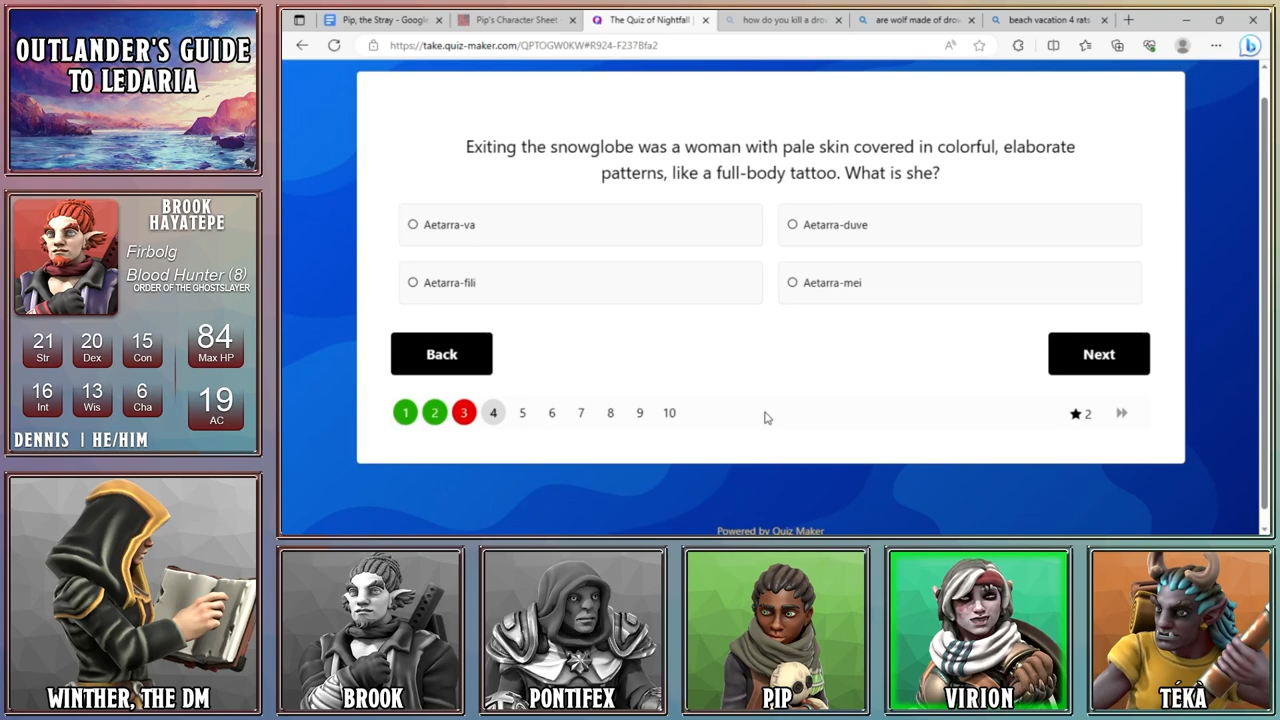 OUTLANDER'S GUIDE
TO LEDARIA
BROOK
HAYATEPE
Firbolg
Blood Hunter (8)
ORDER OF THE GHOSTSLAYER
21 20 15 84
Str Dex Con Max HP
16 13 6 19
Int Wis Cha AC
DENNIS | HE/HIM
WINTHER, THE DM
Pip, the Stray - Google
Pip's Character Sheet -
The Quiz of Nightfall |
how do you kill a drow
are wolf made of dro
beach vacation 4 rats
https://take.quiz-maker.com/QPTOGW0KW#R924-F237Bfa2
Exiting the snowglobe was a woman with pale skin covered in colorful, elaborate
patterns, like a full-body tattoo. What is she?
Aetarra-va Aetarra-duve
Aetarra-fili Aetarra-mei
Back Next
1 2 3 4 5 6 7 8 9 10 2
Powered by Quiz Maker
BROOK PONTIFEX PIP VIRION TÉKÀ